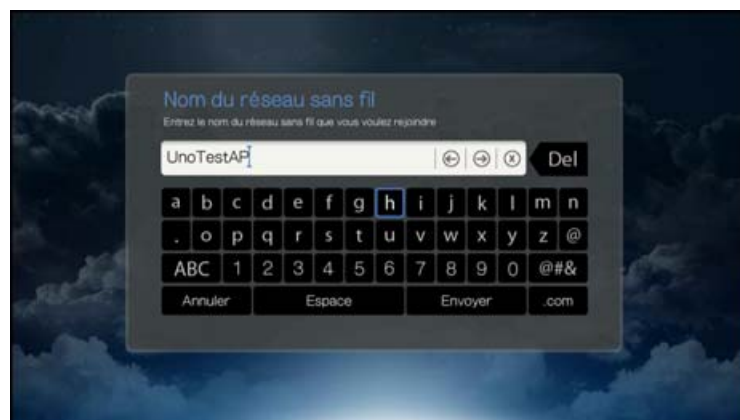 Nom du réseau sans fil
Entrez le nom du réseau sans fil que vous voulez rejoindre
UnoTestAP
Del
a b c d e f g h i j k l m n
. o p q r s t u v w x y z @
ABC 1 2 3 4 5 6 7 8 9 0 @#&
Annuler Espace Envoyer .com